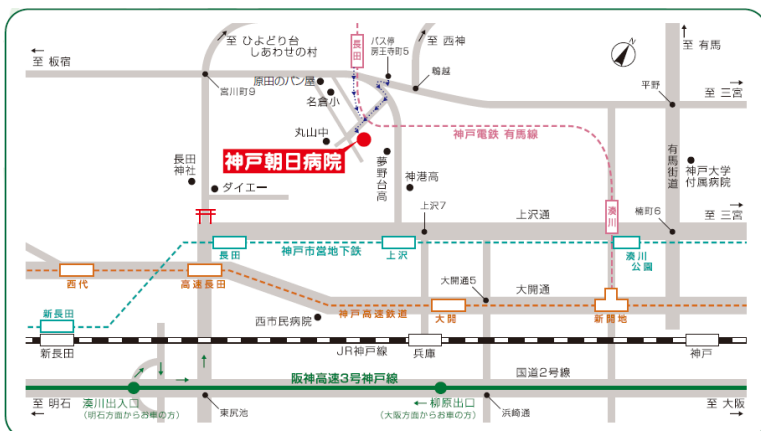 至 ひよどり台
しあわせの村
長田
バス停
房王寺町5
至 西神
至 有馬
至 板宿
宮川町9
原田のパン屋
名倉小
鵯越
平野
至 三宮
丸山中
神戸電鉄 有馬線
神戸朝日病院
長田
神社
ダイエー
夢野台高
神港高
有馬街道
神戸大学
付属病院
上沢7
上沢通
湊川
楠町6
至 三宮
長田
神戸市営地下鉄
上沢
湊川
公園
西代
高速長田
大開通5
大開通
新長田
西市民病院
神戸高速鉄道
大開
新開地
新長田
JR神戸線
兵庫
神戸
阪神高速3号神戸線
国道2号線
至 明石
湊川出入口
(明石方面からお車の方)
東尻池
柳原出口
(大阪方面からお車の方)
浜崎通
至 大阪
N